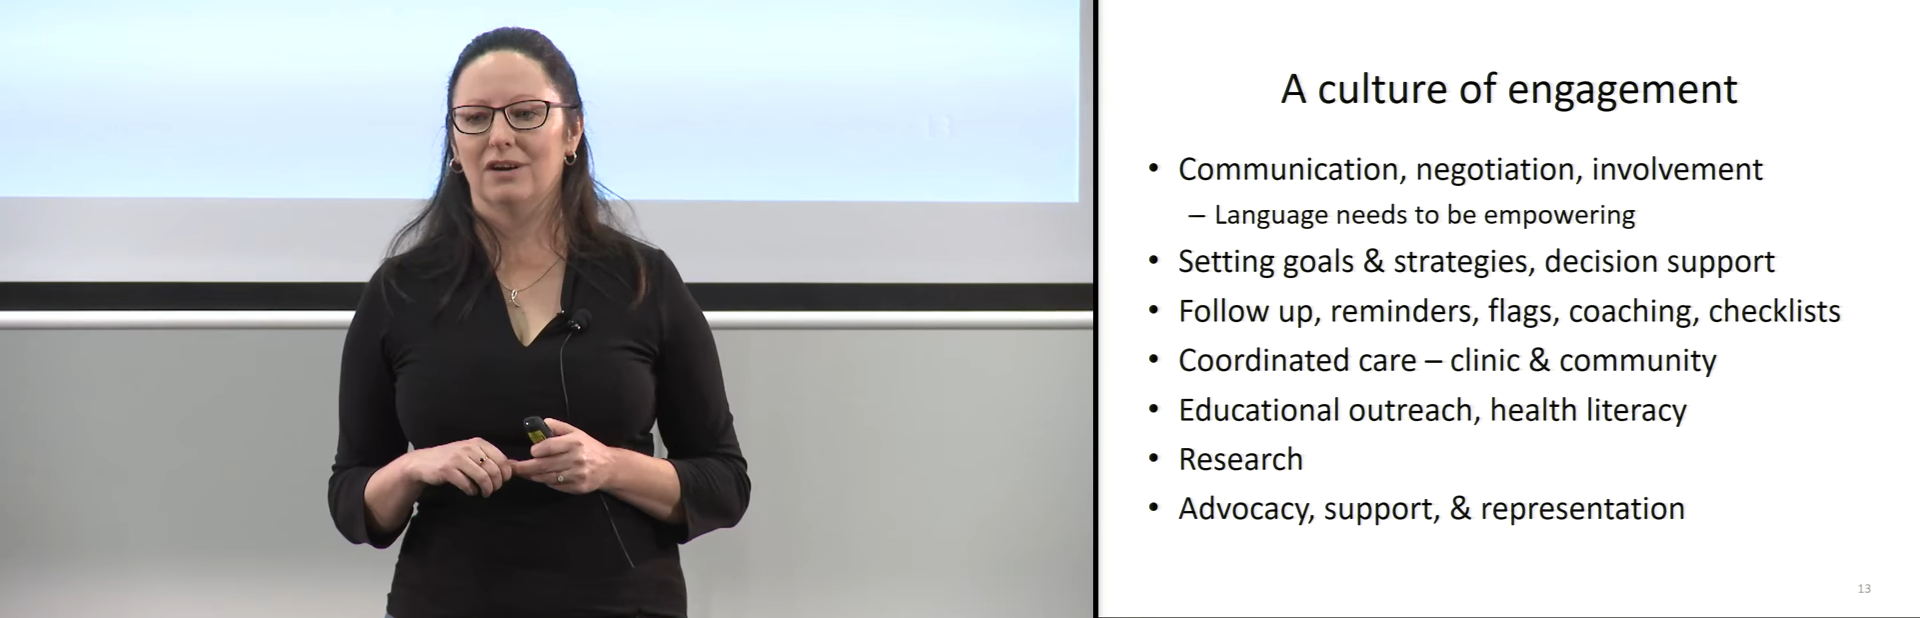 A culture of engagement
• Communication, negotiation, involvement
– Language needs to be empowering
• Setting goals & strategies, decision support
• Follow up, reminders, flags, coaching, checklists
• Coordinated care – clinic & community
• Educational outreach, health literacy
• Research
• Advocacy, support, & representation
13